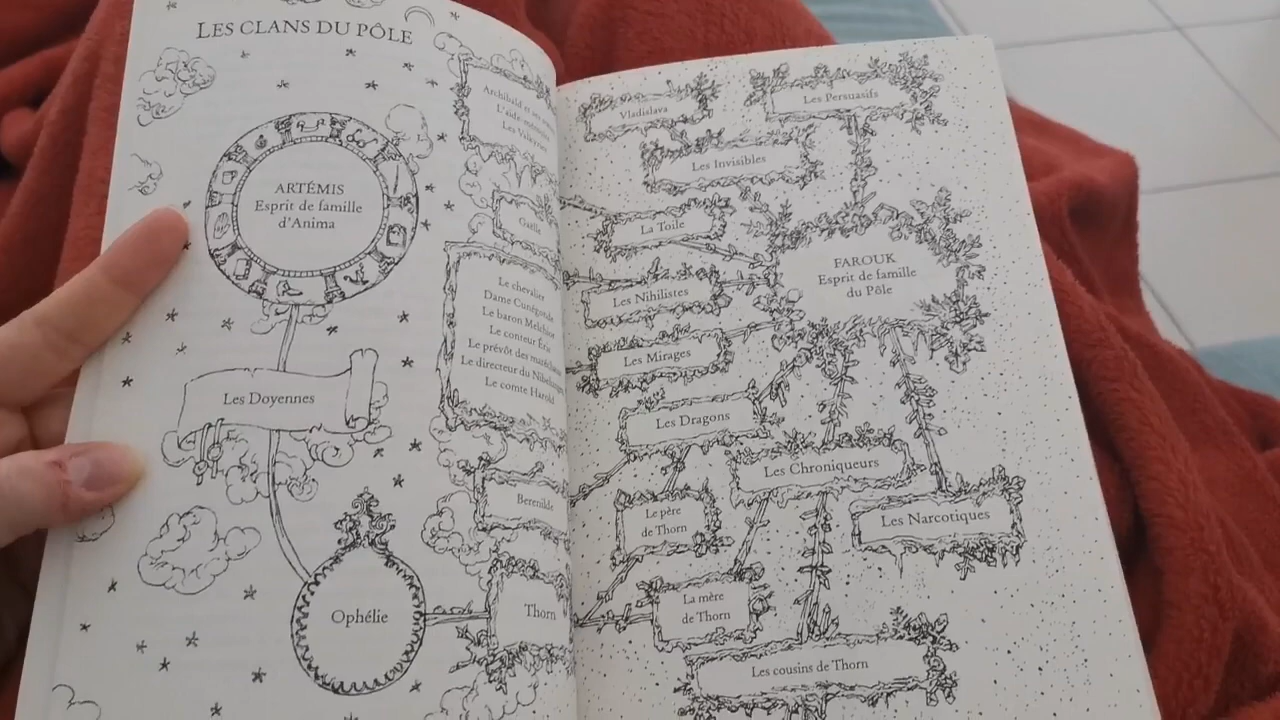 LES CLANS DU PÔLE
ARTÉMIS
Esprit de famille
d'Anima
Les Doyennes
Ophélie
Archibald et ses
L'aide-mémoire
Les Valkyries
Gaëlle
Le chevalier
Dame Cunégonde
Le baron Melchior
Le conteur Éric
Le prévôt des maréchaussées
Le directeur du Nibelungen
Le comte Harold
Berenilde
Thorn
Vladislava
Les Persuasifs
Les Invisibles
La Toile
FAROUK
Esprit de famille
du Pôle
Les Nihilistes
Les Mirages
Les Dragons
Les Chroniqueurs
Le père
de Thorn
Les Narcotiques
La mère
de Thorn
Les cousins de Thorn